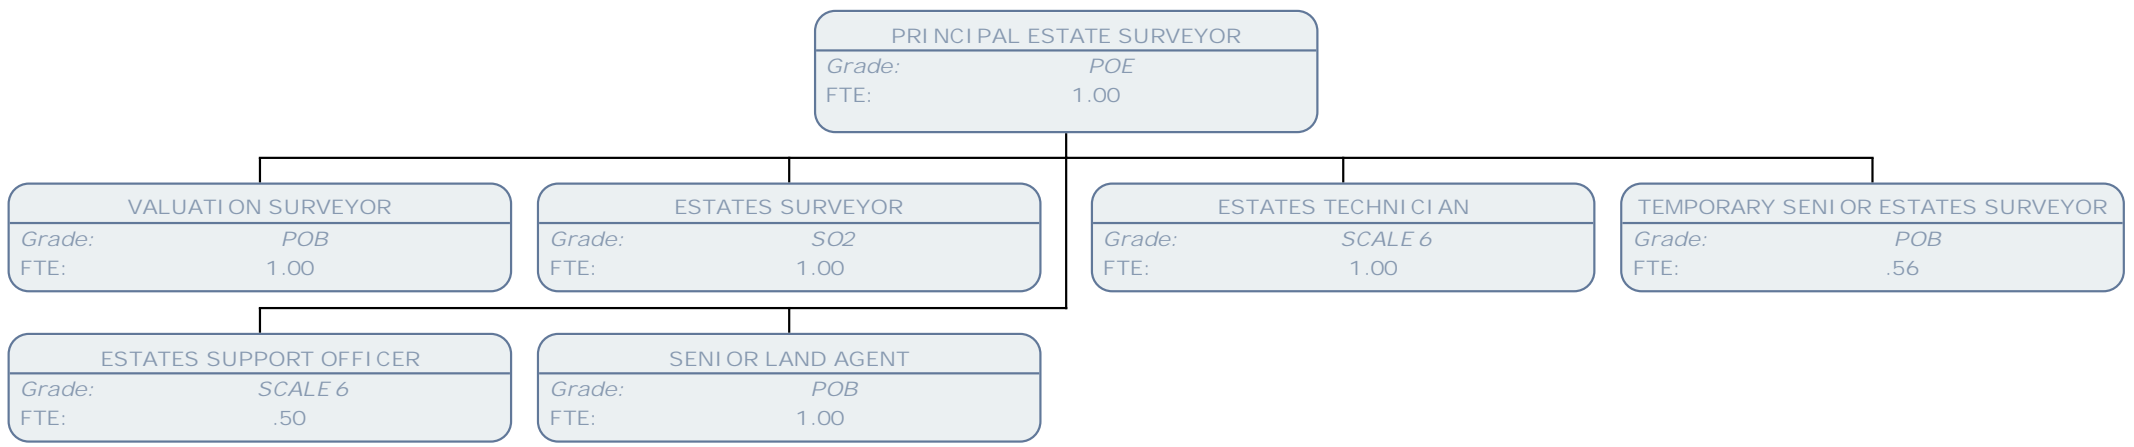 PRINCIPAL ESTATE SURVEYOR
Grade: POE
FTE: 1.00
VALUATION SURVEYOR
Grade: POB
FTE: 1.00
ESTATES SURVEYOR
Grade: SO2
FTE: 1.00
ESTATES TECHNICIAN
Grade: SCALE 6
FTE: 1.00
TEMPORARY SENIOR ESTATES SURVEYOR
Grade: POB
FTE: .56
ESTATES SUPPORT OFFICER
Grade: SCALE 6
FTE: .50
SENIOR LAND AGENT
Grade: POB
FTE: 1.00